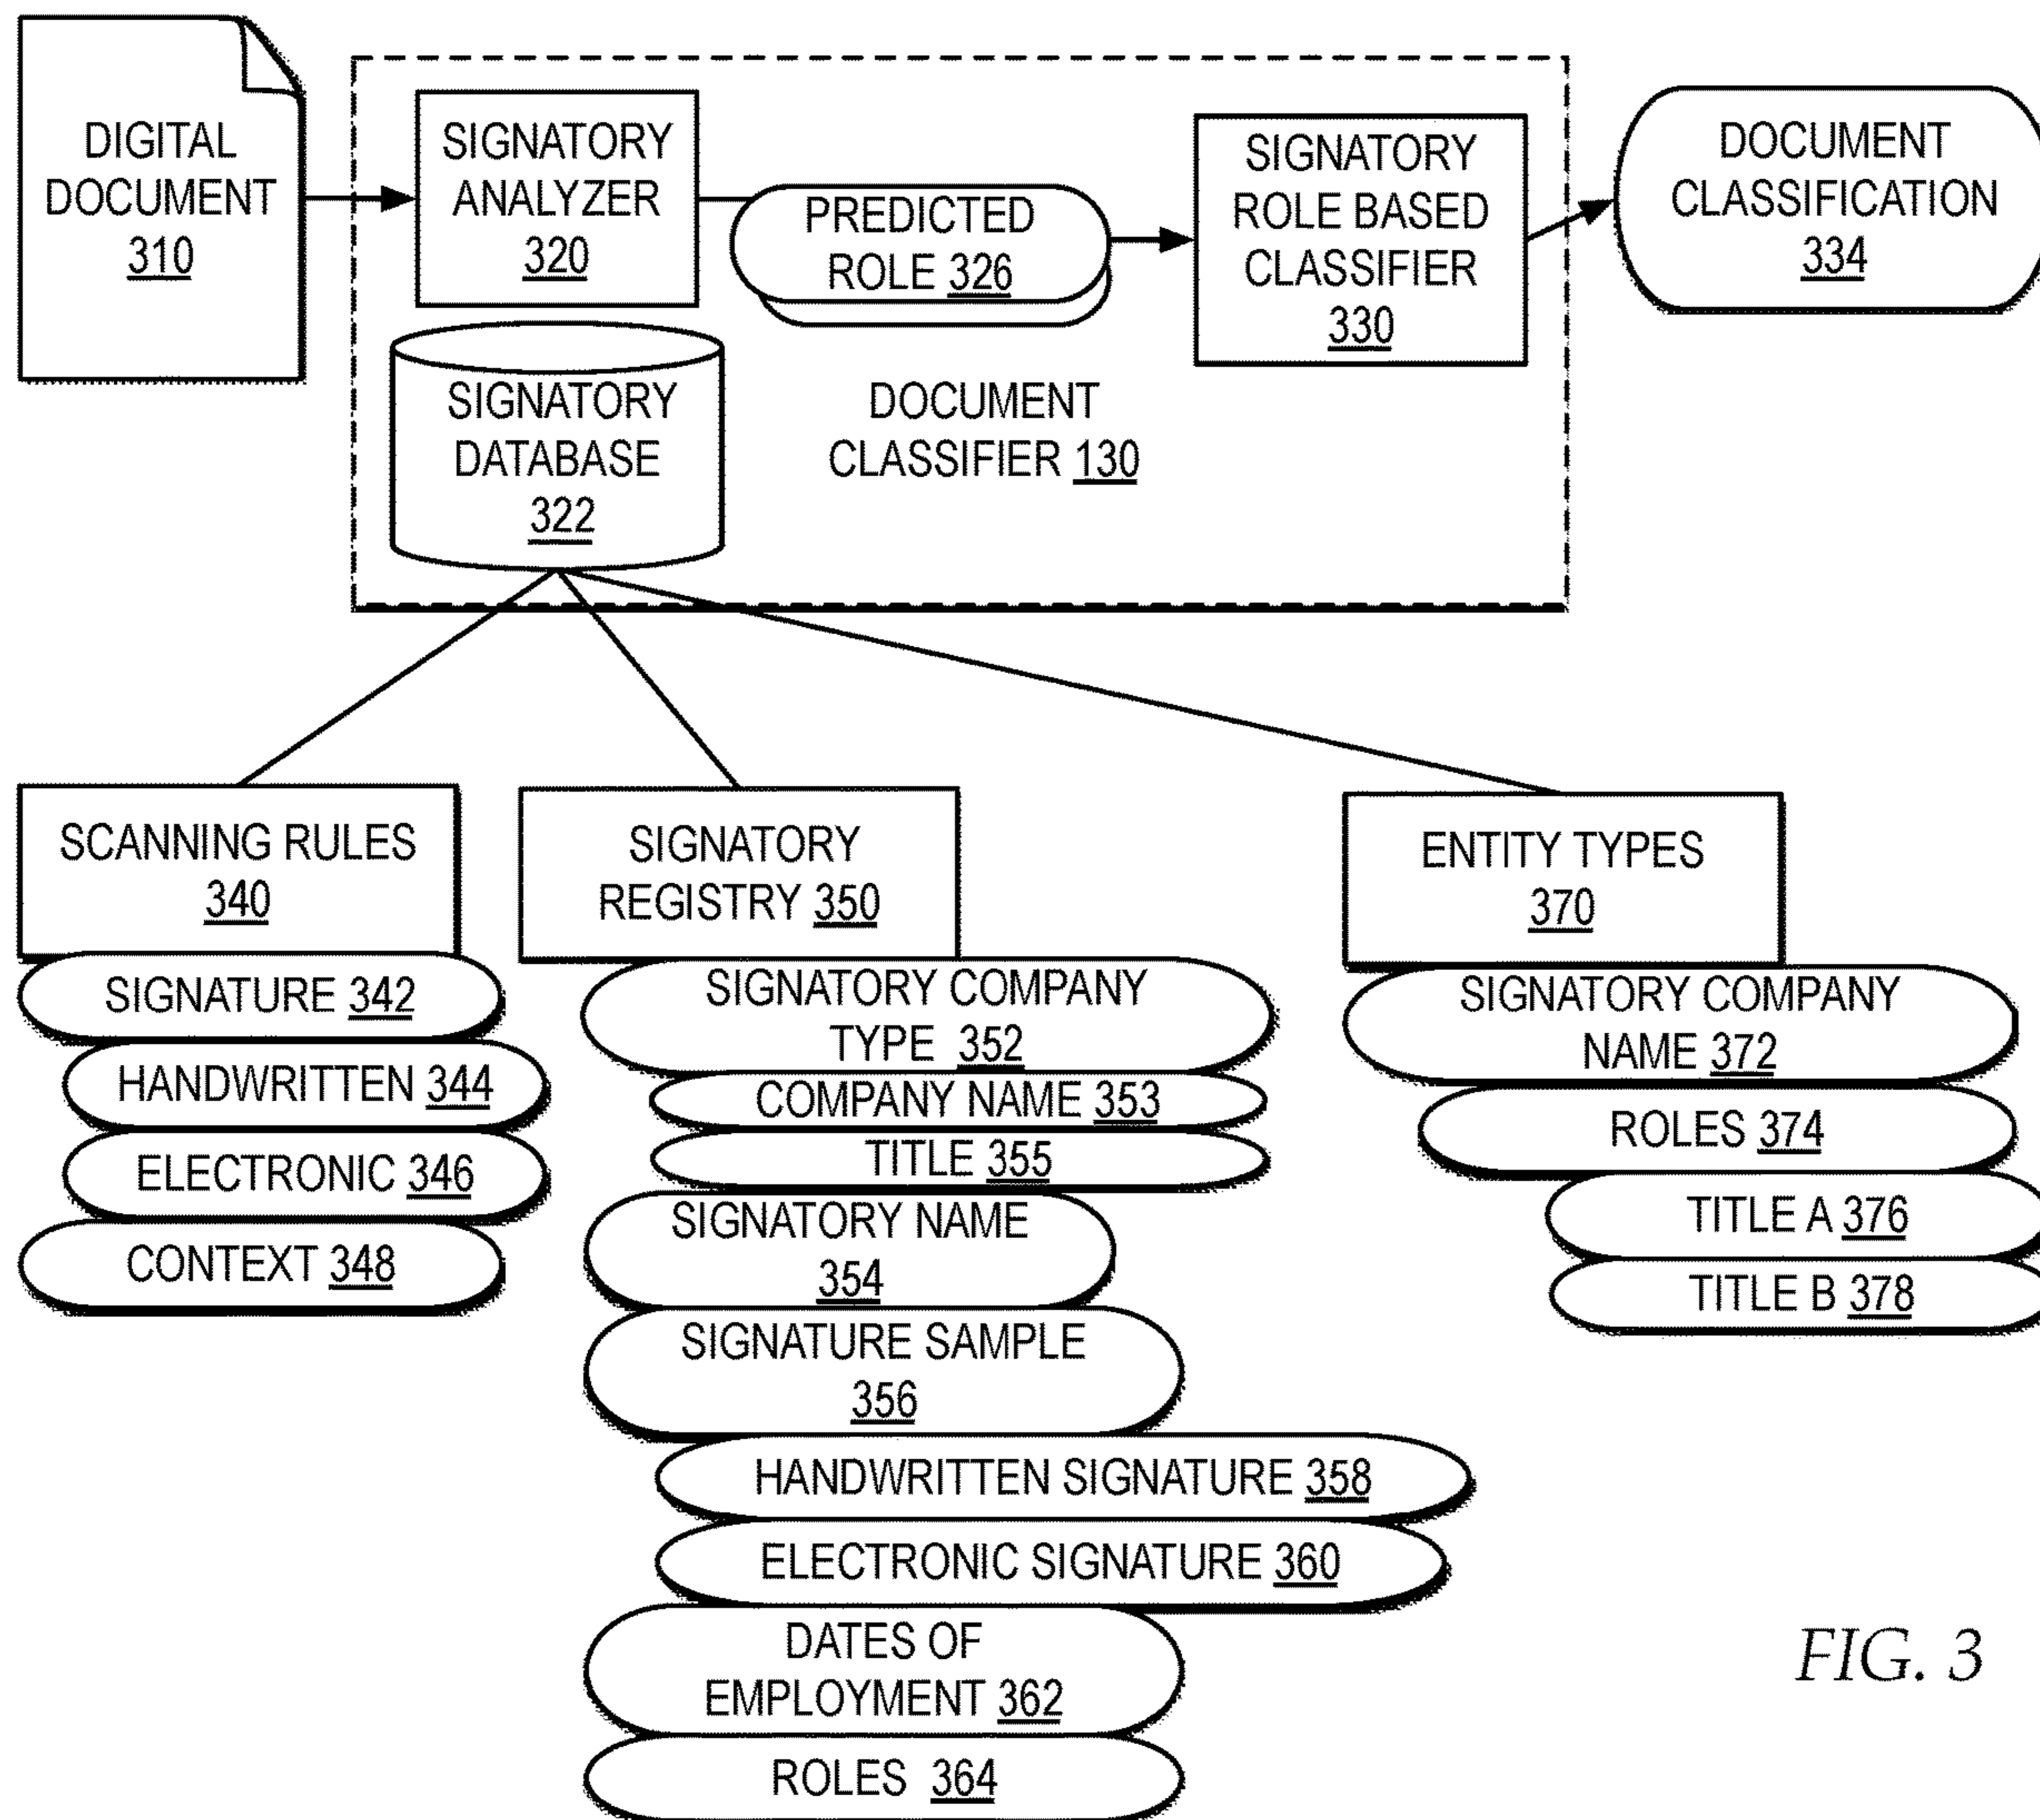 DIGITAL
DOCUMENT
310
SIGNATORY
ANALYZER
320
PREDICTED
ROLE 326
SIGNATORY
ROLE BASED
CLASSIFIER
330
DOCUMENT
CLASSIFICATION
334
SIGNATORY
DATABASE
322
DOCUMENT
CLASSIFIER 130
SCANNING RULES
340
SIGNATURE 342
HANDWRITTEN 344
ELECTRONIC 346
CONTEXT 348
SIGNATORY
REGISTRY 350
SIGNATORY COMPANY
TYPE 352
COMPANY NAME 353
TITLE 355
SIGNATORY NAME
354
SIGNATURE SAMPLE
356
HANDWRITTEN SIGNATURE 358
ELECTRONIC SIGNATURE 360
DATES OF
EMPLOYMENT 362
ROLES 364
ENTITY TYPES
370
SIGNATORY COMPANY
NAME 372
ROLES 374
TITLE A 376
TITLE B 378
FIG. 3